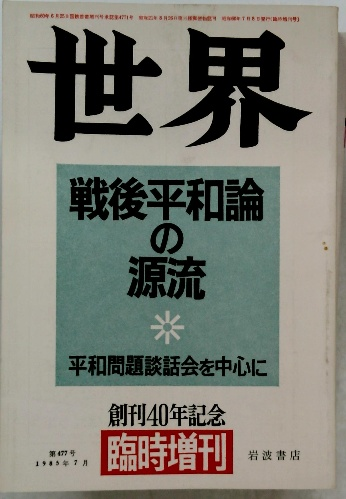 世界
戦後平和論
の
源流
平和問題談話会を中心に
創刊40年記念
臨時増刊
第477号
1985年7月
岩波書店